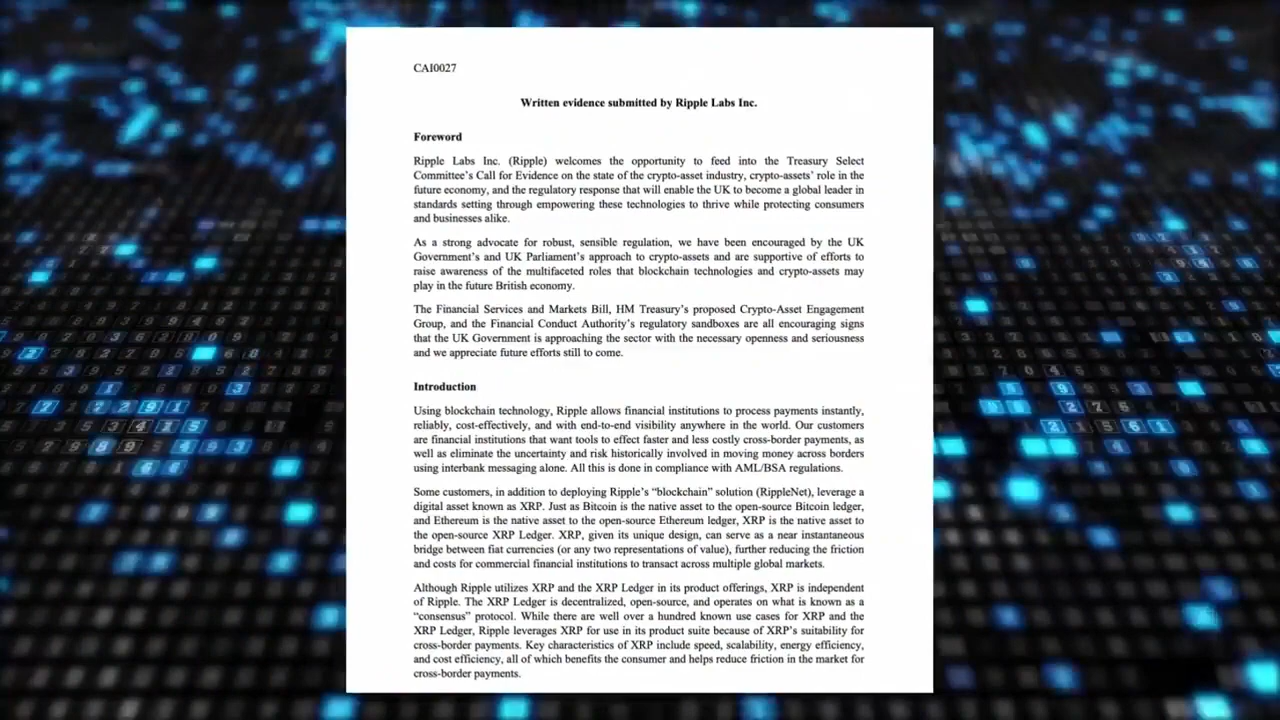 CAI0027
Written evidence submitted by Ripple Labs Inc.
Foreword
Ripple Labs Inc. (Ripple) welcomes the opportunity to feed into the Treasury Select
Committee's Call for Evidence on the state of the crypto-asset industry, crypto-assets' role in the
future economy, and the regulatory response that will enable the UK to become a global leader in
standards setting through empowering these technologies to thrive while protecting consumers
and businesses alike.
As a strong advocate for robust, sensible regulation, we have been encouraged by the UK
Government's and UK Parliament's approach to crypto-assets and are supportive of efforts to
raise awareness of the multifaceted roles that blockchain technologies and crypto-assets may
play in the future British economy.
The Financial Services and Markets Bill, HM Treasury's proposed Crypto-Asset Engagement
Group, and the Financial Conduct Authority's regulatory sandboxes are all encouraging signs
that the UK Government is approaching the sector with the necessary openness and seriousness
and we appreciate future efforts still to come.
Introduction
Using blockchain technology, Ripple allows financial institutions to process payments instantly,
reliably, cost-effectively, and with end-to-end visibility anywhere in the world. Our customers
are financial institutions that want tools to effect faster and less costly cross-border payments, as
well as eliminate the uncertainty and risk historically involved in moving money across borders
using interbank messaging alone. All this is done in compliance with AML/BSA regulations.
Some customers, in addition to deploying Ripple's "blockchain" solution (RippleNet), leverage a
digital asset known as XRP. Just as Bitcoin is the native asset to the open-source Bitcoin ledger,
and Ethereum is the native asset to the open-source Ethereum ledger, XRP is the native asset to
the open-source XRP Ledger. XRP, given its unique design, can serve as a near instantaneous
bridge between fiat currencies (or any two representations of value), further reducing the friction
and costs for commercial financial institutions to transact across multiple global markets.
Although Ripple utilizes XRP and the XRP Ledger in its product offerings, XRP is independent
of Ripple. The XRP Ledger is decentralized, open-source, and operates on what is known as a
"consensus" protocol. While there are well over a hundred known use cases for XRP and the
XRP Ledger, Ripple leverages XRP for use in its product suite because of XRP's suitability for
cross-border payments. Key characteristics of XRP include speed, scalability, energy efficiency,
and cost efficiency, all of which benefits the consumer and helps reduce friction in the market for
cross-border payments.